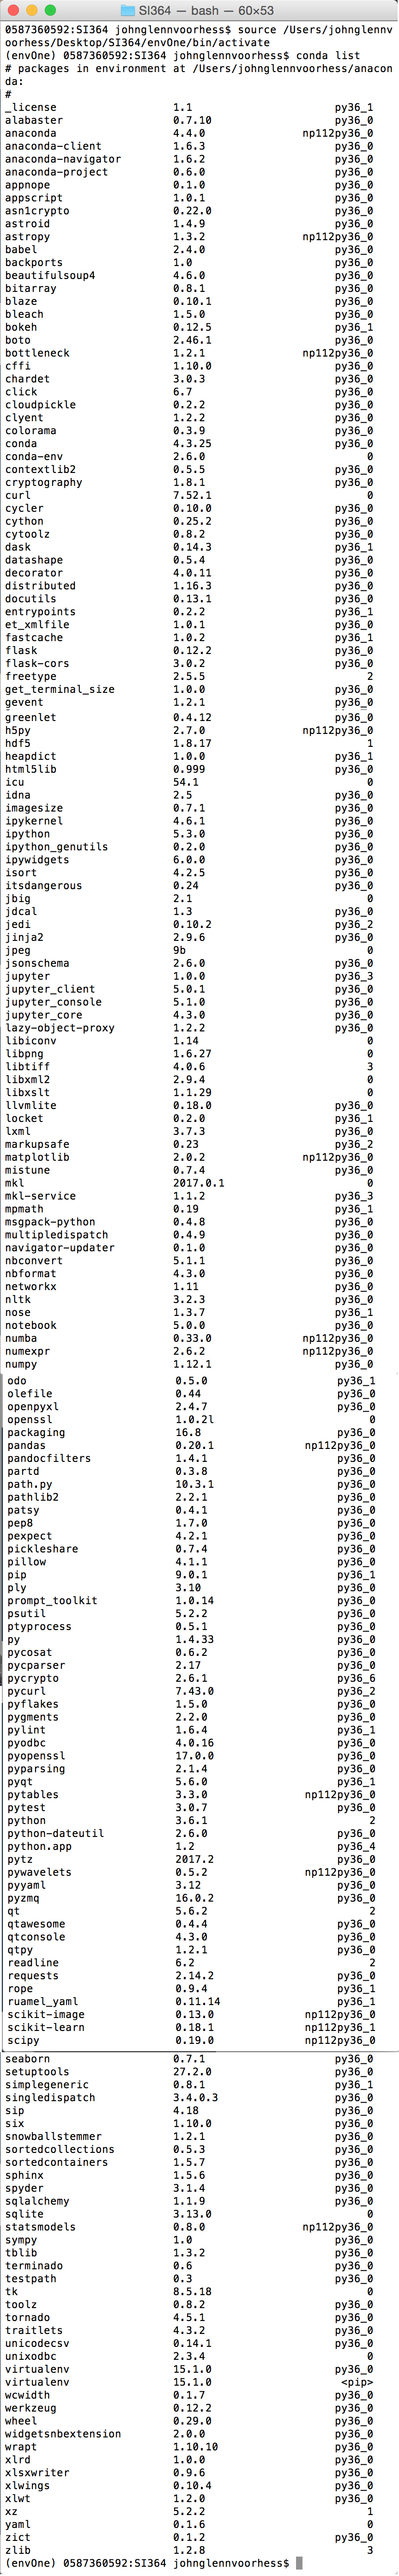 SI364 — bash — 60×53
0587360592:SI364 johnglennvoorhess$ source /Users/johnglennv
oorhess/Desktop/SI364/envOne/bin/activate
(envOne) 0587360592:SI364 johnglennvoorhess$ conda list
# packages in environment at /Users/johnglennvoorhess/anacon
da:
#
_license 1.1 py36_1
alabaster 0.7.10 py36_0
anaconda 4.4.0 np112py36_0
anaconda-client 1.6.3 py36_0
anaconda-navigator 1.6.2 py36_0
anaconda-project 0.6.0 py36_0
appnope 0.1.0 py36_0
appscript 1.0.1 py36_0
asn1crypto 0.22.0 py36_0
astroid 1.4.9 py36_0
astropy 1.3.2 np112py36_0
babel 2.4.0 py36_0
backports 1.0 py36_0
beautifulsoup4 4.6.0 py36_0
bitarray 0.8.1 py36_0
blaze 0.10.1 py36_0
bleach 1.5.0 py36_0
bokeh 0.12.5 py36_1
boto 2.46.1 py36_0
bottleneck 1.2.1 np112py36_0
cffi 1.10.0 py36_0
chardet 3.0.3 py36_0
click 6.7 py36_0
cloudpickle 0.2.2 py36_0
clyent 1.2.2 py36_0
colorama 0.3.9 py36_0
conda 4.3.25 py36_0
conda-env 2.6.0 0
contextlib2 0.5.5 py36_0
cryptography 1.8.1 py36_0
curl 7.52.1 0
cycler 0.10.0 py36_0
cython 0.25.2 py36_0
cytoolz 0.8.2 py36_0
dask 0.14.3 py36_1
datashape 0.5.4 py36_0
decorator 4.0.11 py36_0
distributed 1.16.3 py36_0
docutils 0.13.1 py36_0
entrypoints 0.2.2 py36_1
et_xmlfile 1.0.1 py36_0
fastcache 1.0.2 py36_1
flask 0.12.2 py36_0
flask-cors 3.0.2 py36_0
freetype 2.5.5 2
get_terminal_size 1.0.0 py36_0
gevent 1.2.1 py36_0
greenlet 0.4.12 py36_0
h5py 2.7.0 np112py36_0
hdf5 1.8.17 1
heapdict 1.0.0 py36_1
html5lib 0.999 py36_0
icu 54.1 0
idna 2.5 py36_0
imagesize 0.7.1 py36_0
ipykernel 4.6.1 py36_0
ipython 5.3.0 py36_0
ipython_genutils 0.2.0 py36_0
ipywidgets 6.0.0 py36_0
isort 4.2.5 py36_0
itsdangerous 0.24 py36_0
jbig 2.1 0
jdcal 1.3 py36_0
jedi 0.10.2 py36_2
jinja2 2.9.6 py36_0
jpeg 9b 0
jsonschema 2.6.0 py36_0
jupyter 1.0.0 py36_3
jupyter_client 5.0.1 py36_0
jupyter_console 5.1.0 py36_0
jupyter_core 4.3.0 py36_0
lazy-object-proxy 1.2.2 py36_0
libiconv 1.14 0
libpng 1.6.27 0
libtiff 4.0.6 3
libxml2 2.9.4 0
libxslt 1.1.29 0
llvmlite 0.18.0 py36_0
locket 0.2.0 py36_1
lxml 3.7.3 py36_0
markupsafe 0.23 py36_2
matplotlib 2.0.2 np112py36_0
mistune 0.7.4 py36_0
mkl 2017.0.1 0
mkl-service 1.1.2 py36_3
mpmath 0.19 py36_1
msgpack-python 0.4.8 py36_0
multipledispatch 0.4.9 py36_0
navigator-updater 0.1.0 py36_0
nbconvert 5.1.1 py36_0
nbformat 4.3.0 py36_0
networkx 1.11 py36_0
nltk 3.2.3 py36_0
nose 1.3.7 py36_1
notebook 5.0.0 py36_0
numba 0.33.0 np112py36_0
numexpr 2.6.2 np112py36_0
numpy 1.12.1 py36_0
odo 0.5.0 py36_1
olefile 0.44 py36_0
openpyxl 2.4.7 py36_0
openssl 1.0.2l 0
packaging 16.8 py36_0
pandas 0.20.1 np112py36_0
pandocfilters 1.4.1 py36_0
partd 0.3.8 py36_0
path.py 10.3.1 py36_0
pathlib2 2.2.1 py36_0
patsy 0.4.1 py36_0
pep8 1.7.0 py36_0
pexpect 4.2.1 py36_0
pickleshare 0.7.4 py36_0
pillow 4.1.1 py36_0
pip 9.0.1 py36_1
ply 3.10 py36_0
prompt_toolkit 1.0.14 py36_0
psutil 5.2.2 py36_0
ptyprocess 0.5.1 py36_0
py 1.4.33 py36_0
pycosat 0.6.2 py36_0
pycparser 2.17 py36_0
pycrypto 2.6.1 py36_6
pycurl 7.43.0 py36_2
pyflakes 1.5.0 py36_0
pygments 2.2.0 py36_0
pylint 1.6.4 py36_1
pyodbc 4.0.16 py36_0
pyopenssl 17.0.0 py36_0
pyparsing 2.1.4 py36_0
pyqt 5.6.0 py36_1
pytables 3.3.0 np112py36_0
pytest 3.0.7 py36_0
python 3.6.1 2
python-dateutil 2.6.0 py36_0
python.app 1.2 py36_4
pytz 2017.2 py36_0
pywavelets 0.5.2 np112py36_0
pyyaml 3.12 py36_0
pyzmq 16.0.2 py36_0
qt 5.6.2 2
qtawesome 0.4.4 py36_0
qtconsole 4.3.0 py36_0
qtpy 1.2.1 py36_0
readline 6.2 2
requests 2.14.2 py36_0
rope 0.9.4 py36_1
ruamel_yaml 0.11.14 py36_1
scikit-image 0.13.0 np112py36_0
scikit-learn 0.18.1 np112py36_1
scipy 0.19.0 np112py36_0
seaborn 0.7.1 py36_0
setuptools 27.2.0 py36_0
simplegeneric 0.8.1 py36_1
singledispatch 3.4.0.3 py36_0
sip 4.18 py36_0
six 1.10.0 py36_0
snowballstemmer 1.2.1 py36_0
sortedcollections 0.5.3 py36_0
sortedcontainers 1.5.7 py36_0
sphinx 1.5.6 py36_0
spyder 3.1.4 py36_0
sqlalchemy 1.1.9 py36_0
sqlite 3.13.0 0
statsmodels 0.8.0 np112py36_0
sympy 1.0 py36_0
tblib 1.3.2 py36_0
terminado 0.6 py36_0
testpath 0.3 py36_0
tk 8.5.18 0
toolz 0.8.2 py36_0
tornado 4.5.1 py36_0
traitlets 4.3.2 py36_0
unicodecsv 0.14.1 py36_0
unixodbc 2.3.4 0
virtualenv 15.1.0 py36_0
virtualenv 15.1.0 <pip>
wcwidth 0.1.7 py36_0
werkzeug 0.12.2 py36_0
wheel 0.29.0 py36_0
widgetsnbextension 2.0.0 py36_0
wrapt 1.10.10 py36_0
xlrd 1.0.0 py36_0
xlsxwriter 0.9.6 py36_0
xlwings 0.10.4 py36_0
xlwt 1.2.0 py36_0
xz 5.2.2 1
yaml 0.1.6 0
zict 0.1.2 py36_0
zlib 1.2.8 3
(envOne) 0587360592:SI364 johnglennvoorhess$